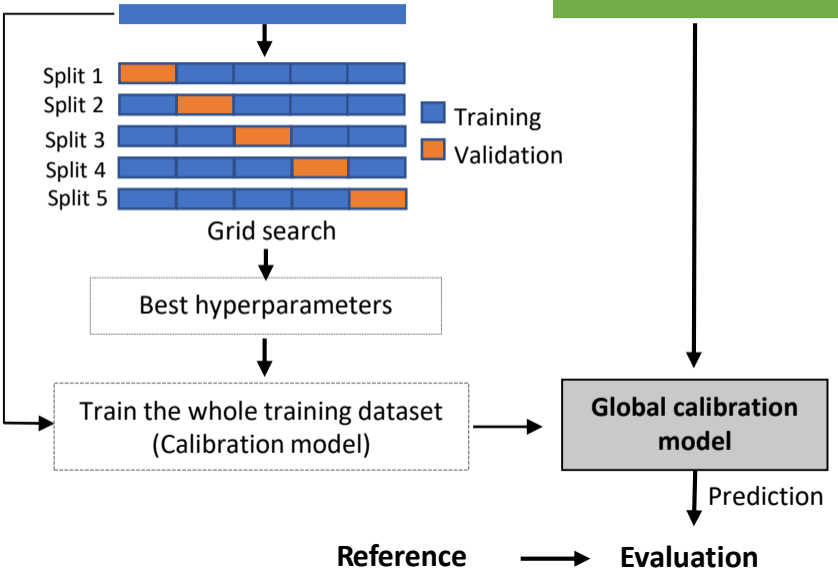 Split 1
Split 2
Split 3
Split 4
Split 5
Training
Validation
Grid search
Best hyperparameters
Train the whole training dataset
(Calibration model)
Global calibration
model
Prediction
Reference
Evaluation